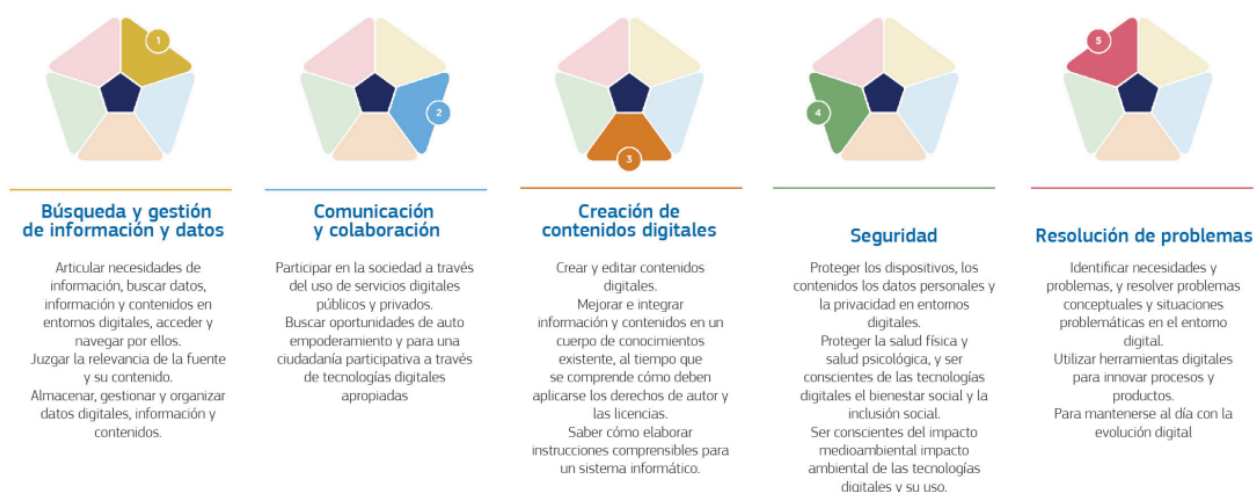 1
Búsqueda y gestión
de información y datos
Articular necesidades de
información, buscar datos,
información y contenidos en
entornos digitales, acceder y
navegar por ellos.
Juzgar la relevancia de la fuente
y su contenido.
Almacenar, gestionar y organizar
datos digitales, información y
contenidos.
2
Comunicación
y colaboración
Participar en la sociedad a través
del uso de servicios digitales
públicos y privados.
Buscar oportunidades de auto
empoderamiento y para una
ciudadanía participativa a través
de tecnologías digitales
apropiadas
3
Creación de
contenidos digitales
Crear y editar contenidos
digitales.
Mejorar e integrar
información y contenidos en un
cuerpo de conocimientos
existente, al tiempo que
se comprende cómo deben
aplicarse los derechos de autor y
las licencias.
Saber cómo elaborar
instrucciones comprensibles para
un sistema informático.
4
Seguridad
Proteger los dispositivos, los
contenidos los datos personales y
la privacidad en entornos
digitales.
Proteger la salud física y
salud psicológica, y ser
conscientes de las tecnologías
digitales el bienestar social y la
inclusión social.
Ser conscientes del impacto
medioambiental impacto
ambiental de las tecnologías
digitales y su uso.
5
Resolución de problemas
Identificar necesidades y
problemas, y resolver problemas
conceptuales y situaciones
problemáticas en el entorno
digital.
Utilizar herramientas digitales
para innovar procesos y
productos.
Para mantenerse al día con la
evolución digital